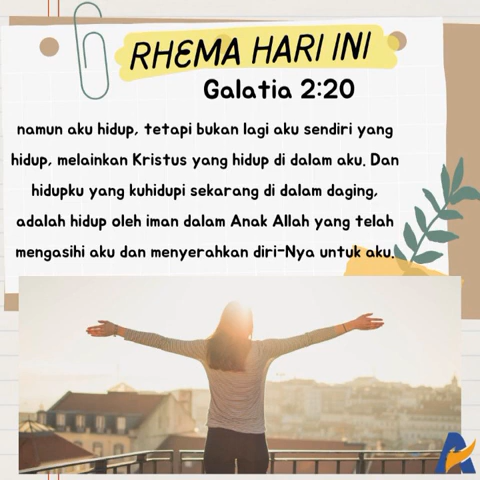 RHEMA HARI INI
Galatia 2:20
namun aku hidup, tetapi bukan lagi aku sendiri yang
hidup, melainkan Kristus yang hidup di dalam aku. Dan
hidupku yang kuhidupi sekarang di dalam daging,
adalah hidup oleh iman dalam Anak Allah yang telah
mengasihi aku dan menyerahkan diri-Nya untuk aku.